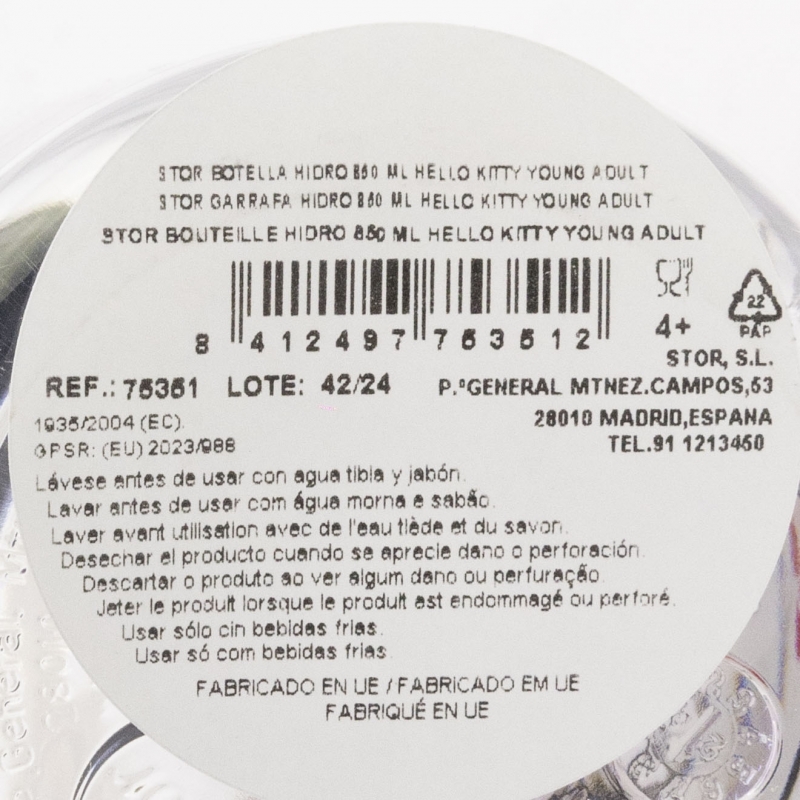 STOR BOTELLA HIDRO 850 ML HELLO KITTY YOUNG ADULT
STOR GARRAFA HIDRO 850 ML HELLO KITTY YOUNG ADULT
STOR BOUTEILLE HIDRO 850 ML HELLO KITTY YOUNG ADULT
8 412497 763512
22
PAP
4+
STOR, S.L.
REF.: 76351 LOTE: 42/24
P.ºGENERAL MTNEZ.CAMPOS,53
1935/2004 (EC).
28010 MADRID,ESPANA
GPSR: (EU) 2023/988
TEL.91 1213450
Lávese antes de usar con agua tibia y jabón.
Lavar antes de usar com água morna e sabão.
Laver avant utilisation avec de l'eau tiède et du savon.
Desechar el producto cuando se aprecie dano o perforación.
Descartar o produto ao ver algum dano ou perfuração.
Jeter le produit lorsque le produit est endommagé ou perforé.
Usar sólo cin bebidas frias.
Usar só com bebidas frias.
FABRICADO EN UE / FABRICADO EM UE
FABRIQUÉ EN UE